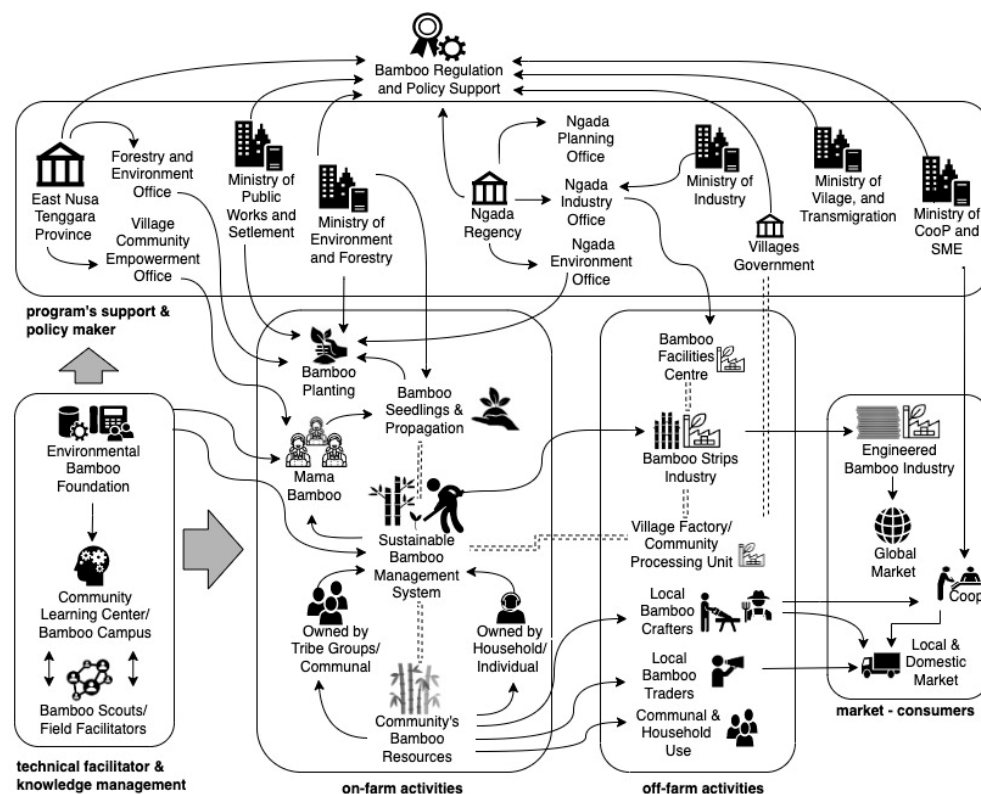 Bamboo Regulation
and Policy Support
East Nusa
Tenggara
Province
Forestry and
Environment
Office
Village
Community
Empowerment
Office
Ministry of
Public
Works and
Setlement
Ministry of
Environment
and Forestry
Ngada
Regency
Ngada
Planning
Office
Ngada
Industry
Office
Ngada
Environment
Office
Ministry of
Industry
Villages
Government
Ministry of
Vilage, and
Transmigration
Ministry of
CooP and
SME
program's support &
policy maker
Environmental
Bamboo
Foundation
Community
Learning Center/
Bamboo Campus
Bamboo Scouts/
Field Facilitators
technical facilitator &
knowledge management
Bamboo
Planting
Bamboo
Seedlings &
Propagation
Mama
Bamboo
Sustainable
Bamboo
Management
System
Owned by
Tribe Groups/
Communal
Owned by
Household/
Individual
Community's
Bamboo
Resources
on-farm activities
Bamboo
Facilities
Centre
Bamboo Strips
Industry
Village Factory/
Community
Processing Unit
Local
Bamboo
Crafters
Local
Bamboo
Traders
Communal &
Household
Use
off-farm activities
Engineered
Bamboo Industry
Global
Market
Coop
Local &
Domestic
Market
market - consumers